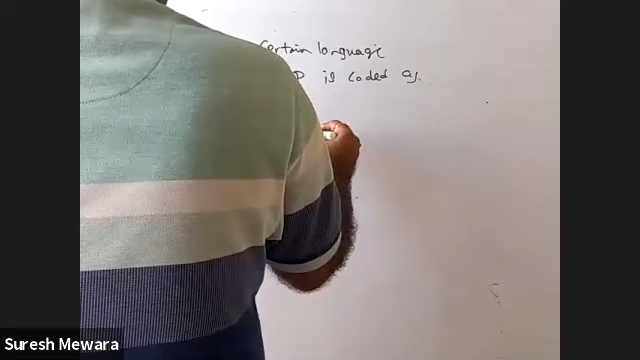 Certain language
D is coded as
Suresh Mewara